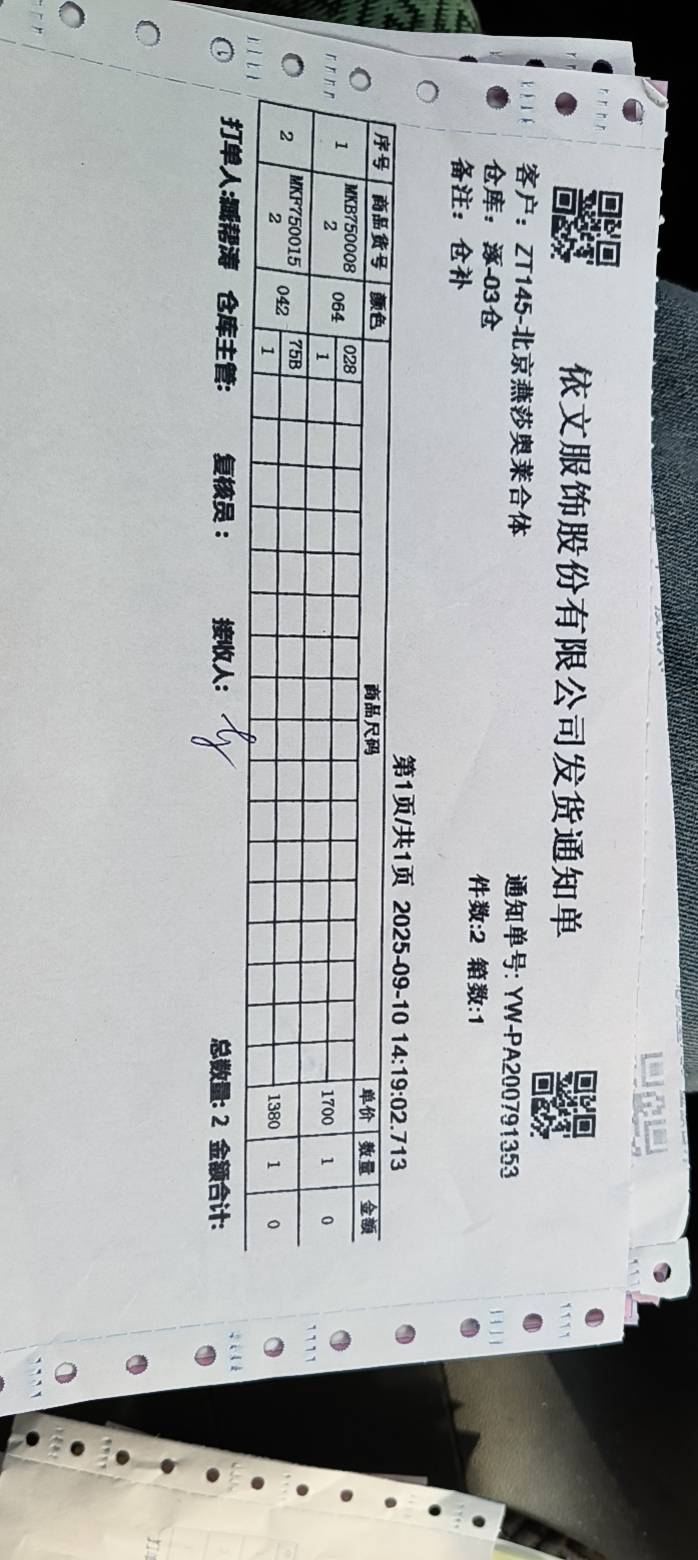 依文服饰股份有限公司发货通知单
客户：ZT145-北京燕莎奥莱合体
通知单号: YW-PA200791353
仓库：涿-03仓
件数:2 箱数:1
备注：仓补
第1页/共1页 2025-09-10 14:19:02.713
序号 商品货号 颜色 商品尺码 单价 数量 金额
1 MKB7500082 064 028 1 1700 1 0
2 MKF7500152 042 75B 1 1380 1 0
打单人: 仓库主管: 复核员： 接收人:
总数量: 2 金额合计: